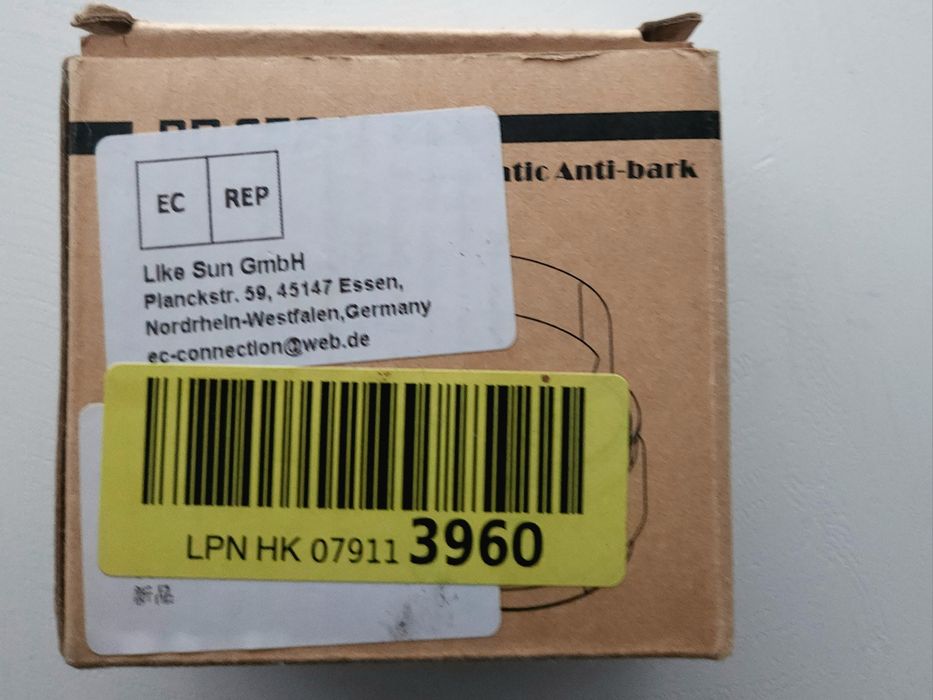 ntic Anti-bark
EC REP
Like Sun GmbH
Planckstr. 59, 45147 Essen,
Nordrhein-Westfalen,Germany
ec-connection@web.de
LPN HK 07911 3960
新品